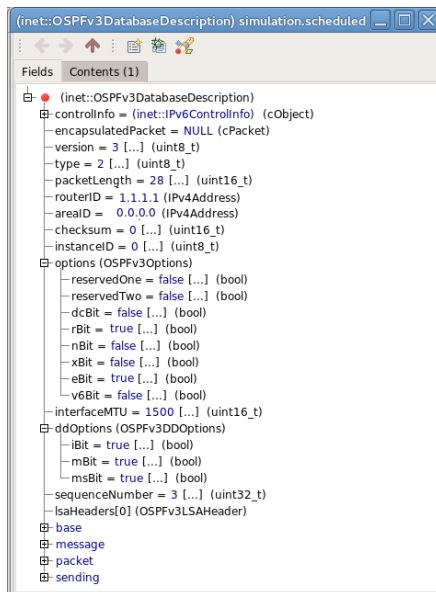 (inet::OSPFv3DatabaseDescription) simulation.scheduled
Fields Contents (1)
(inet::OSPFv3DatabaseDescription)
controlInfo = (inet::IPv6ControlInfo) (cObject)
encapsulatedPacket = NULL (cPacket)
version = 3 [...] (uint8_t)
type = 2 [...] (uint8_t)
packetLength = 28 [...] (uint16_t)
routerID = 1.1.1.1 (IPv4Address)
areaID = 0.0.0.0 (IPv4Address)
checksum = 0 [...] (uint16_t)
instanceID = 0 [...] (uint8_t)
options (OSPFv3Options)
reservedOne = false [...] (bool)
reservedTwo = false [...] (bool)
dcBit = false [...] (bool)
rBit = true [...] (bool)
nBit = false [...] (bool)
xBit = false [...] (bool)
eBit = true [...] (bool)
v6Bit = false [...] (bool)
interfaceMTU = 1500 [...] (uint16_t)
ddOptions (OSPFv3DDOptions)
iBit = true [...] (bool)
mBit = true [...] (bool)
msBit = true [...] (bool)
sequenceNumber = 3 [...] (uint32_t)
lsaHeaders[0] (OSPFv3LSAHeader)
base
message
packet
sending